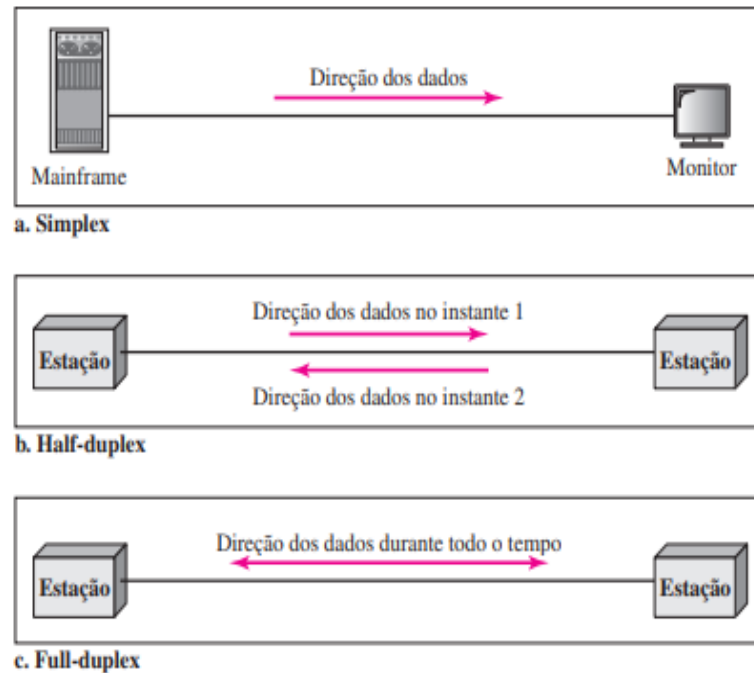 Direção dos dados
Mainframe
Monitor
a. Simplex
Direção dos dados no instante 1
Estação
Estação
Direção dos dados no instante 2
b. Half-duplex
Direção dos dados durante todo o tempo
Estação
Estação
c. Full-duplex